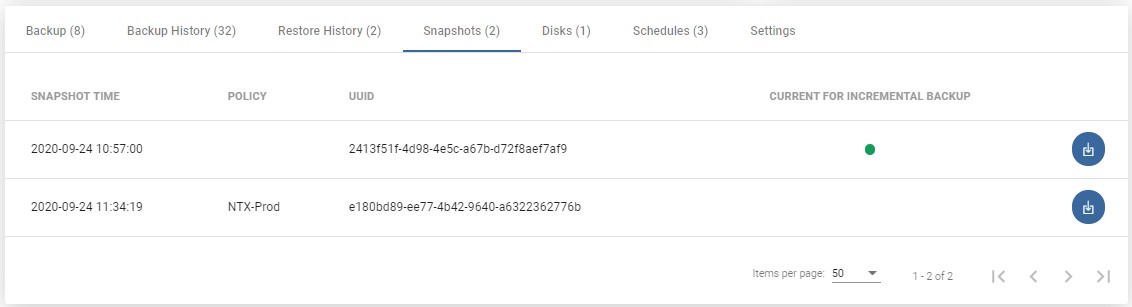 Backup (8) Backup History (32) Restore History (2) Snapshots (2) Disks (1) Schedules (3) Settings
SNAPSHOT TIME POLICY UUID CURRENT FOR INCREMENTAL BACKUP
2020-09-24 10:57:00 2413f51f-4d98-4e5c-a67b-d72f8aef7af9
2020-09-24 11:34:19 NTX-Prod e180bd89-ee77-4b42-9640-a6322362776b
Items per page: 50 1 - 2 of 2